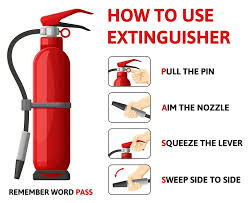 HOW TO USE
EXTINGUISHER
PULL THE PIN
AIM THE NOZZLE
SQUEEZE THE LEVER
SWEEP SIDE TO SIDE
REMEMBER WORD PASS